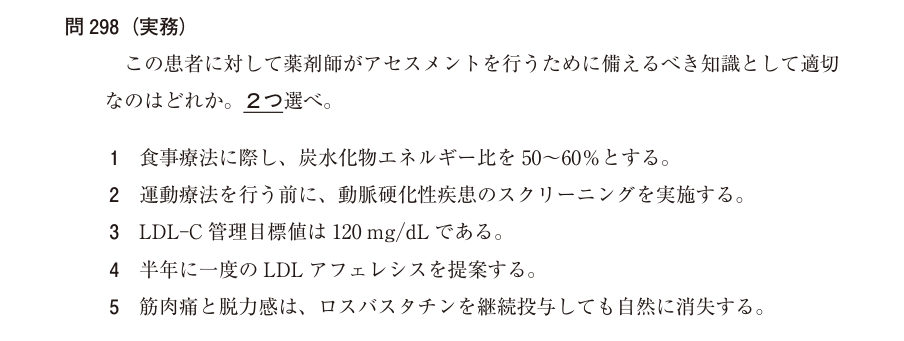 問 298（実務）
この患者に対して薬剤師がアセスメントを行うために備えるべき知識として適切
なのはどれか。２つ選べ。
1 食事療法に際し、炭水化物エネルギー比を 50～60％とする。
2 運動療法を行う前に、動脈硬化性疾患のスクリーニングを実施する。
3 LDL-C 管理目標値は 120 mg/dL である。
4 半年に一度の LDL アフェレシスを提案する。
5 筋肉痛と脱力感は、ロスバスタチンを継続投与しても自然に消失する。